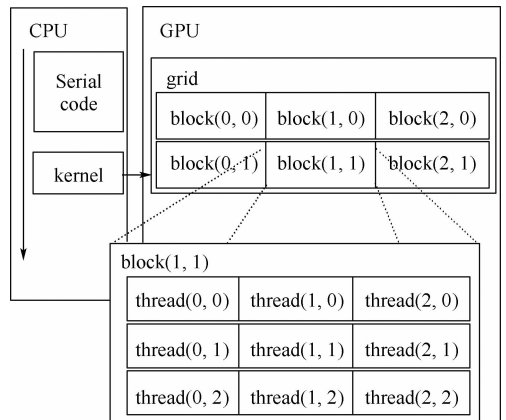 CPU
GPU
Serial
code
kernel
grid
block(0, 0) block(1, 0) block(2, 0)
block(0, 1) block(1, 1) block(2, 1)
block(1, 1)
thread(0, 0) thread(1, 0) thread(2, 0)
thread(0, 1) thread(1, 1) thread(2, 1)
thread(0, 2) thread(1, 2) thread(2, 2)